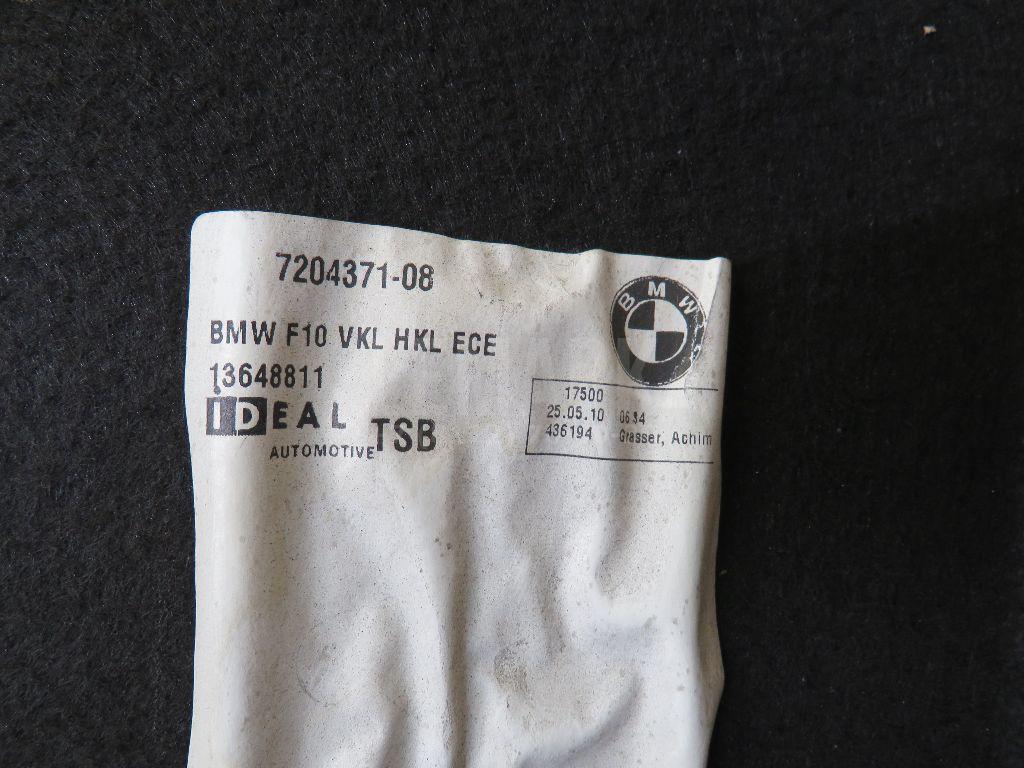 7204371-08
BMW
BMW F10 VKL HKL ECE
13648811
IDEAL
AUTOMOTIVE
TSB
17500
25.05.10 0634
436194 Grasser, Achim